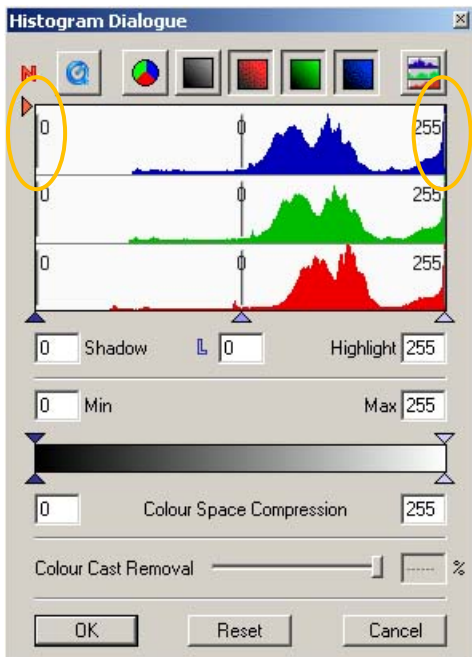 Histogram Dialogue
N
0 0 255
0 0 255
0 0 255
0 Shadow L 0 Highlight 255
0 Min Max 255
0 Colour Space Compression 255
Colour Cast Removal ----- %
OK Reset Cancel